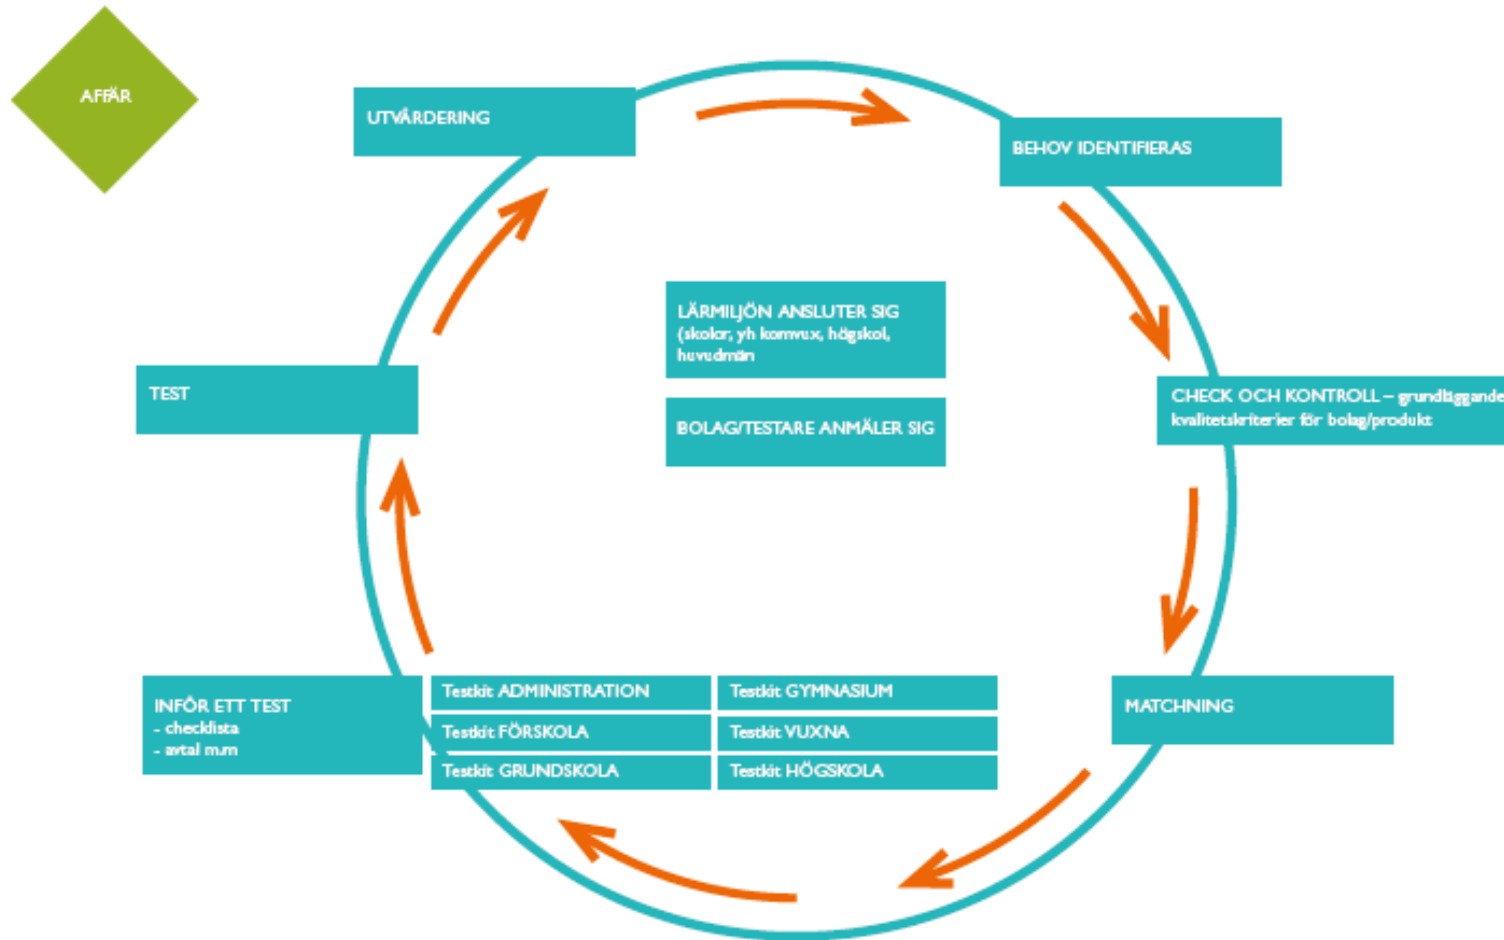 AFFÄR
UTVÄRDERING
BEHOV IDENTIFIERAS
LÄRMILJÖN ANSLUTER SIG
(skolor, yh komvux, högskol,
huvudmän
BOLAG/TESTARE ANMÄLER SIG
TEST
CHECK OCH KONTROLL – grundläggande
kvalitetskriterier för bolag/produkt
INFÖR ETT TEST
- checklista
- avtal m.m
Testkit ADMINISTRATION
Testkit GYMNASIUM
Testkit FÖRSKOLA
Testkit VUXNA
Testkit GRUNDSKOLA
Testkit HÖGSKOLA
MATCHNING